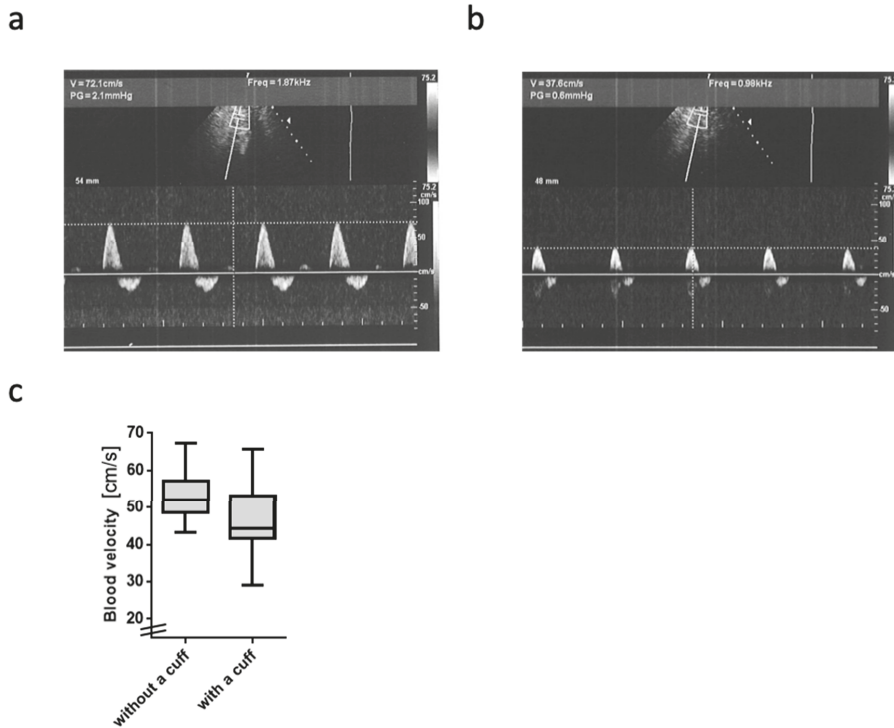 a
b
V=72.1cm/s
Freq=1.87kHz
75.2
PG=2.1mmHg
54 mm
75.2
cm/s
100
50
cm/s
50
V=37.6cm/s
Freq=0.98kHz
75.
PG=0.6mmHg
48 mm
75.2
cm/s
100
50
cm/s
50
c
70
60
50
40
30
20
Blood velocity [cm/s]
without a cuff
with a cuff